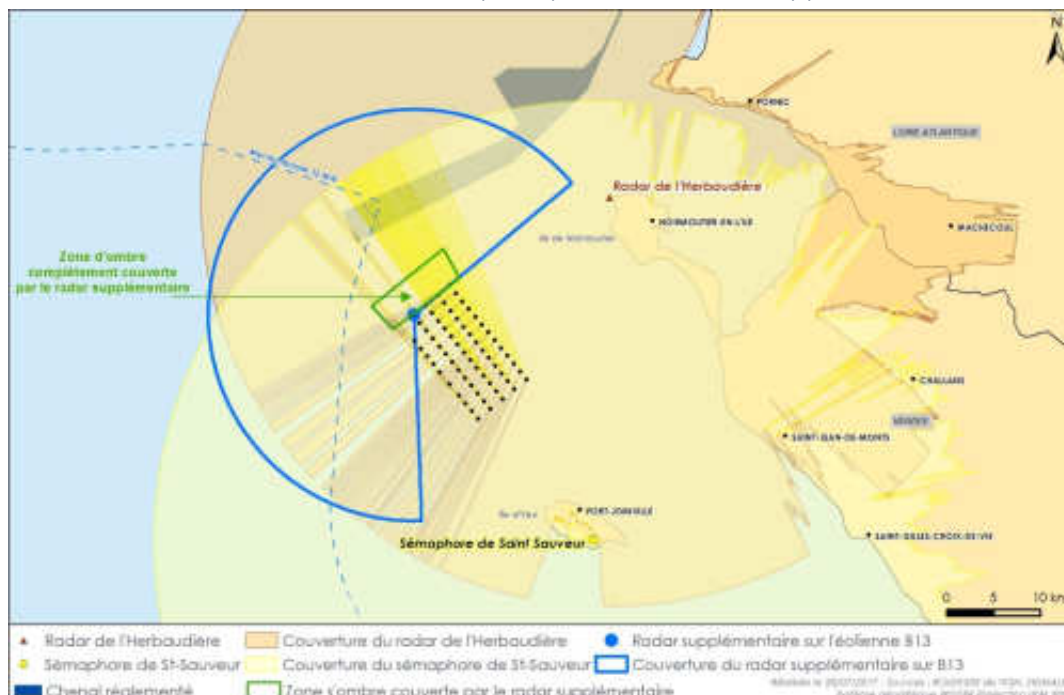 N
PORNIC
LOIRE ATLANTIQUE
Radar de l'Herbaudière
NOIRMOUTIER-EN-L'ILE
MACHECOUL
Zone d'ombre
complètement couverte
par le radar supplémentaire
CHALLANS
VENDEE
SAINT-JEAN-DE-MONTS
Ile d'Yeu
PORT-JOINVILLE
Sémaphore de Saint Sauveur
SAINT-GILLES-CROIX-DE-VIE
0 5 10 km
Radar de l'Herbaudière Couverture du radar de l'Herbaudière Radar supplémentaire sur l'éolienne B13
Sémaphore de St-Sauveur Couverture du sémaphore de St-Sauveur Couverture du radar supplémentaire sur B13
Chenal réglementé Zone s'ombre couverte par le radar supplémentaire